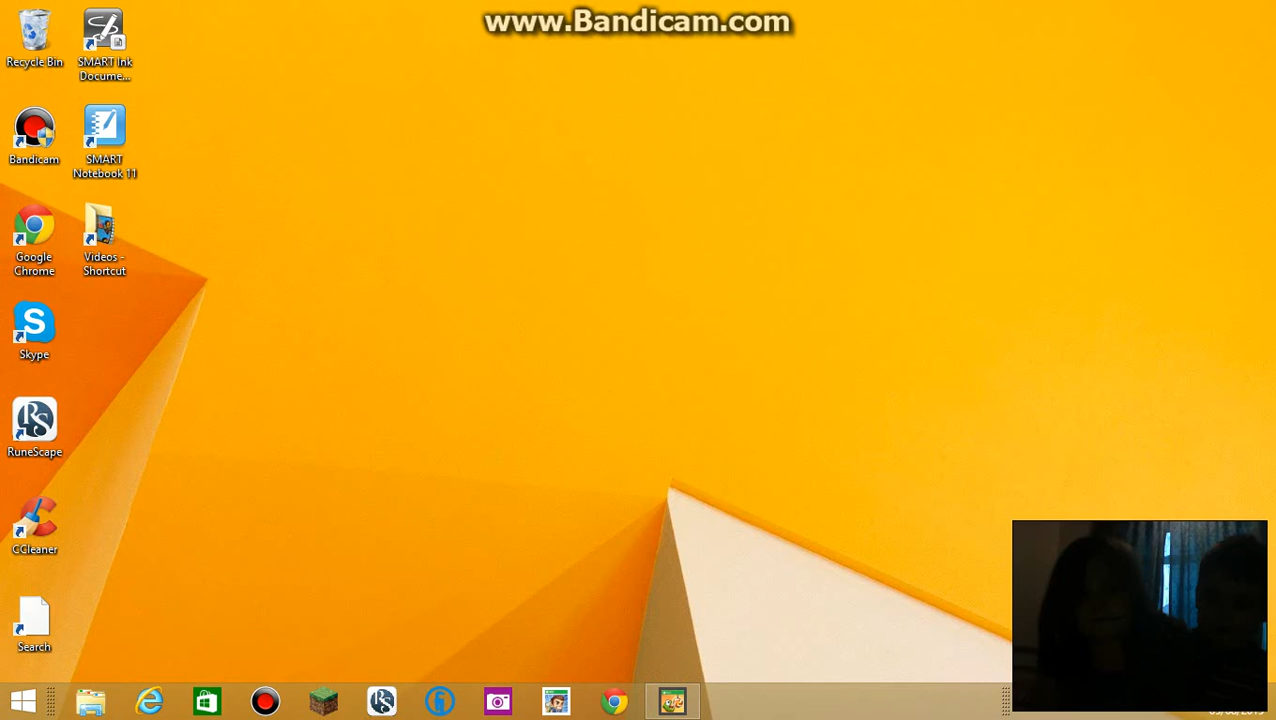 www.Bandicam.com
Recycle Bin
SMART Ink
Docume...
Bandicam
SMART
Notebook 11
Google
Chrome
Videos -
Shortcut
Skype
RuneScape
CCleaner
Search